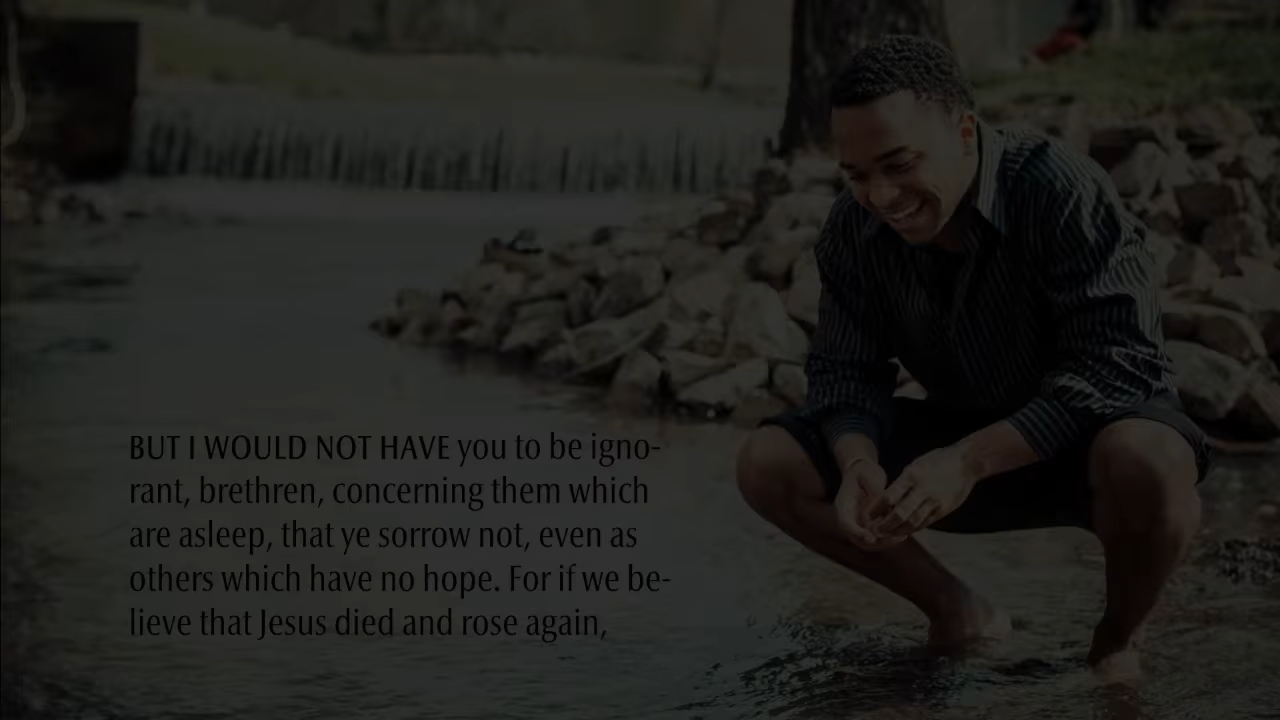 BUT I WOULD NOT HAVE you to be igno-
rant, brethren, concerning them which
are asleep, that ye sorrow not, even as
others which have no hope. For if we be-
lieve that Jesus died and rose again,